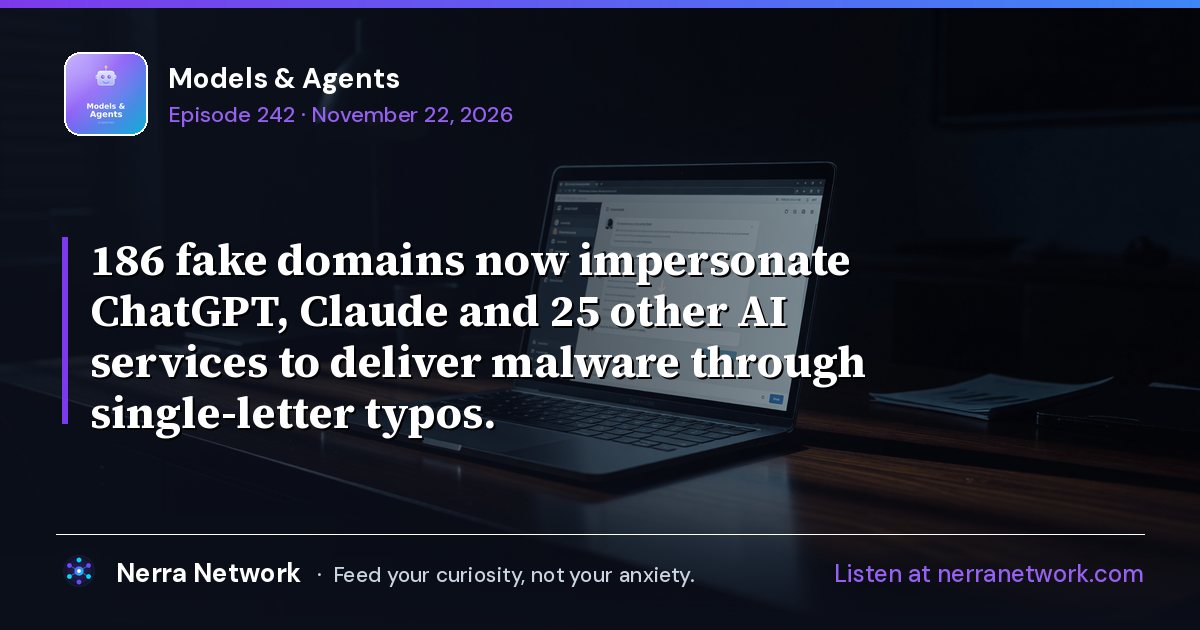 Models &
Agents
Models & Agents
Episode 242 · November 22, 2026
186 fake domains now impersonate
ChatGPT, Claude and 25 other AI
services to deliver malware through
single-letter typos.
Nerra Network · Feed your curiosity, not your anxiety.
Listen at nerranetwork.com